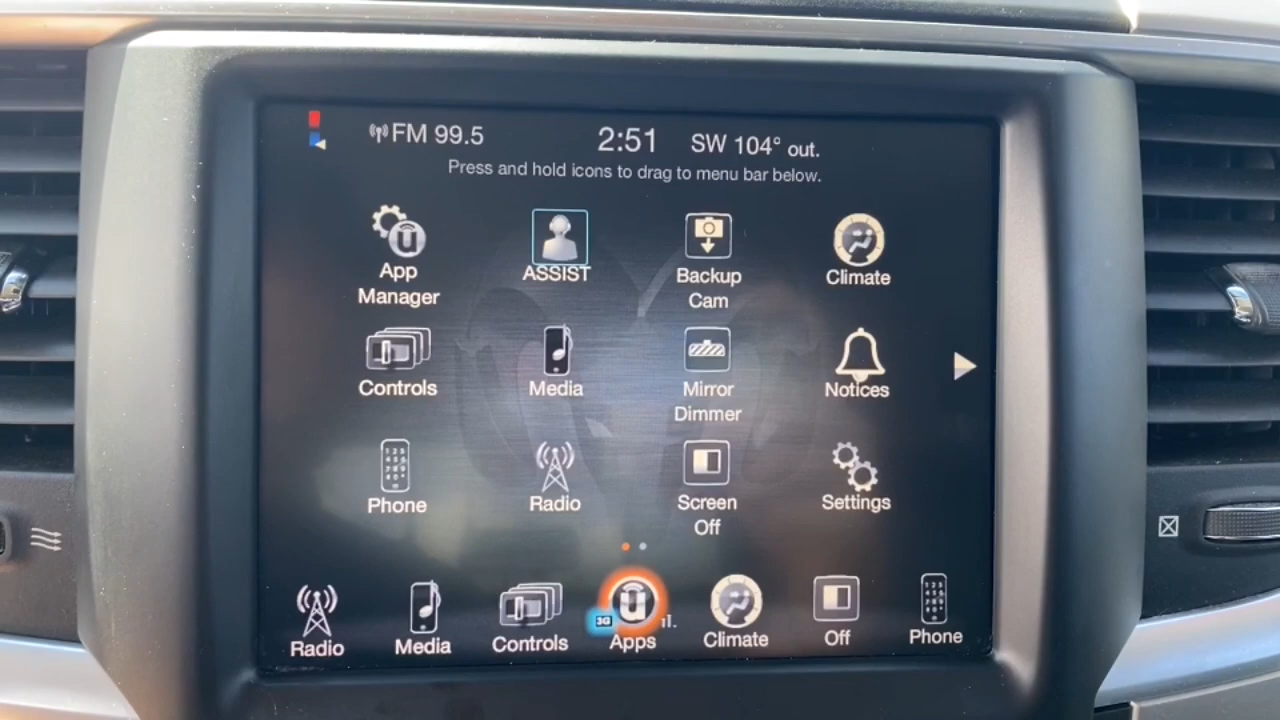 FM 99.5 2:51 SW 104° out.
Press and hold icons to drag to menu bar below.
App Manager
ASSIST
Backup Cam
Climate
Controls
Media
Mirror Dimmer
Notices
Phone
Radio
Screen Off
Settings
3G
Radio
Media
Controls
Apps
Climate
Off
Phone